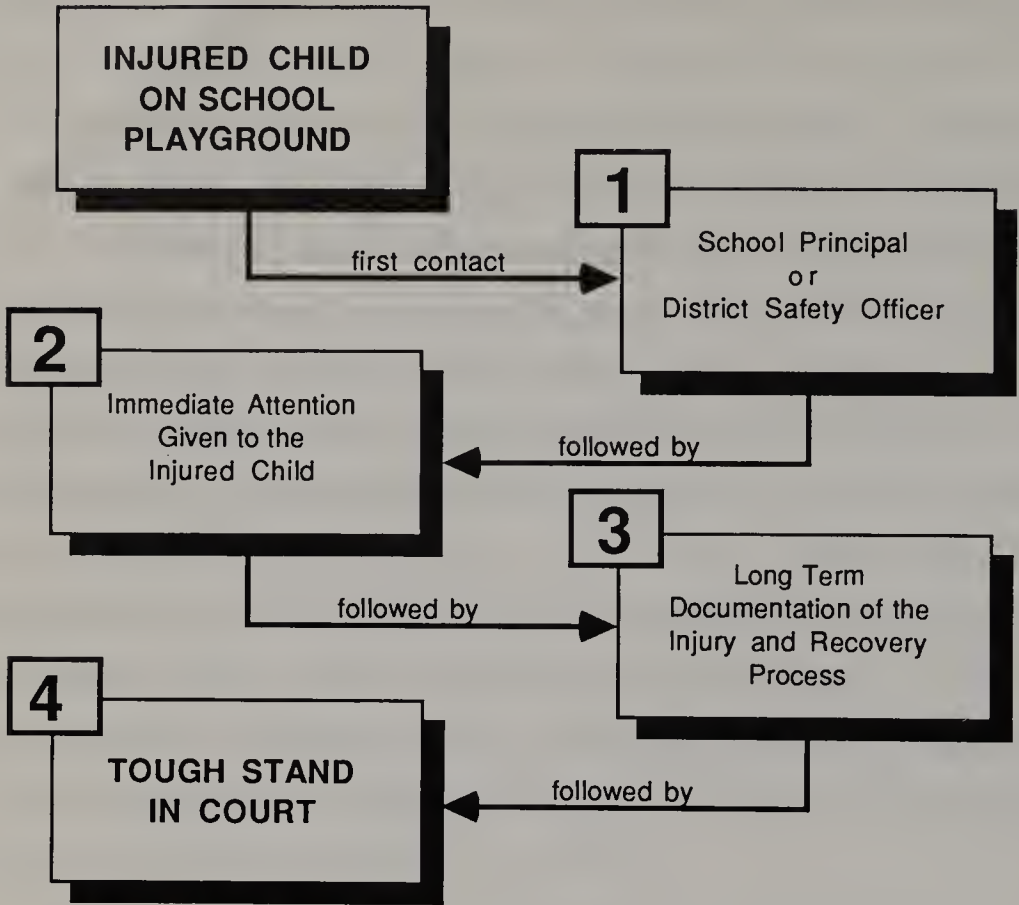 INJURED CHILD
ON SCHOOL
PLAYGROUND
first contact
1
School Principal
or
District Safety Officer
followed by
2
Immediate Attention
Given to the
Injured Child
followed by
3
Long Term
Documentation of the
Injury and Recovery
Process
followed by
4
TOUGH STAND
IN COURT